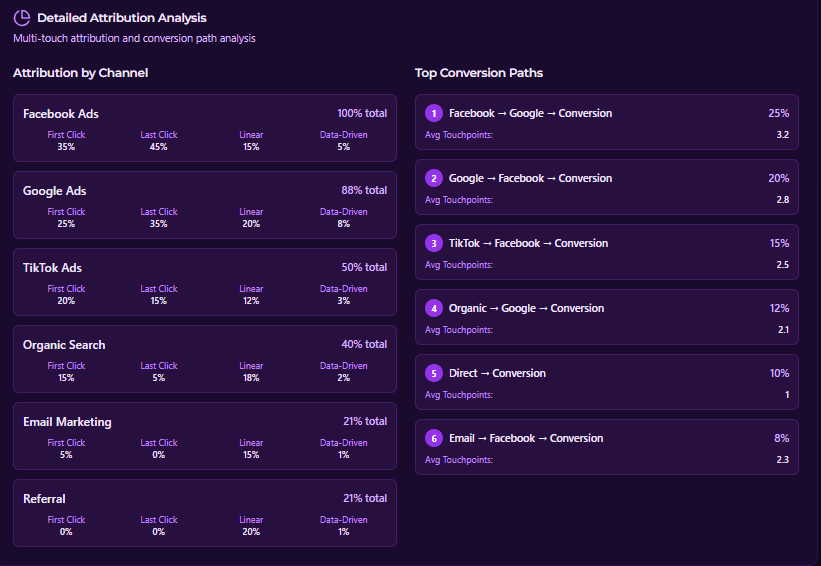 Detailed Attribution Analysis
Multi-touch attribution and conversion path analysis
Attribution by Channel
Facebook Ads 100% total
First Click Last Click Linear Data-Driven
35% 45% 15% 5%
Google Ads 88% total
First Click Last Click Linear Data-Driven
25% 35% 20% 8%
TikTok Ads 50% total
First Click Last Click Linear Data-Driven
20% 15% 12% 3%
Organic Search 40% total
First Click Last Click Linear Data-Driven
15% 5% 18% 2%
Email Marketing 21% total
First Click Last Click Linear Data-Driven
5% 0% 15% 1%
Referral 21% total
First Click Last Click Linear Data-Driven
0% 0% 20% 1%
Top Conversion Paths
1 Facebook → Google → Conversion 25%
Avg Touchpoints: 3.2
2 Google → Facebook → Conversion 20%
Avg Touchpoints: 2.8
3 TikTok → Facebook → Conversion 15%
Avg Touchpoints: 2.5
4 Organic → Google → Conversion 12%
Avg Touchpoints: 2.1
5 Direct → Conversion 10%
Avg Touchpoints: 1
6 Email → Facebook → Conversion 8%
Avg Touchpoints: 2.3